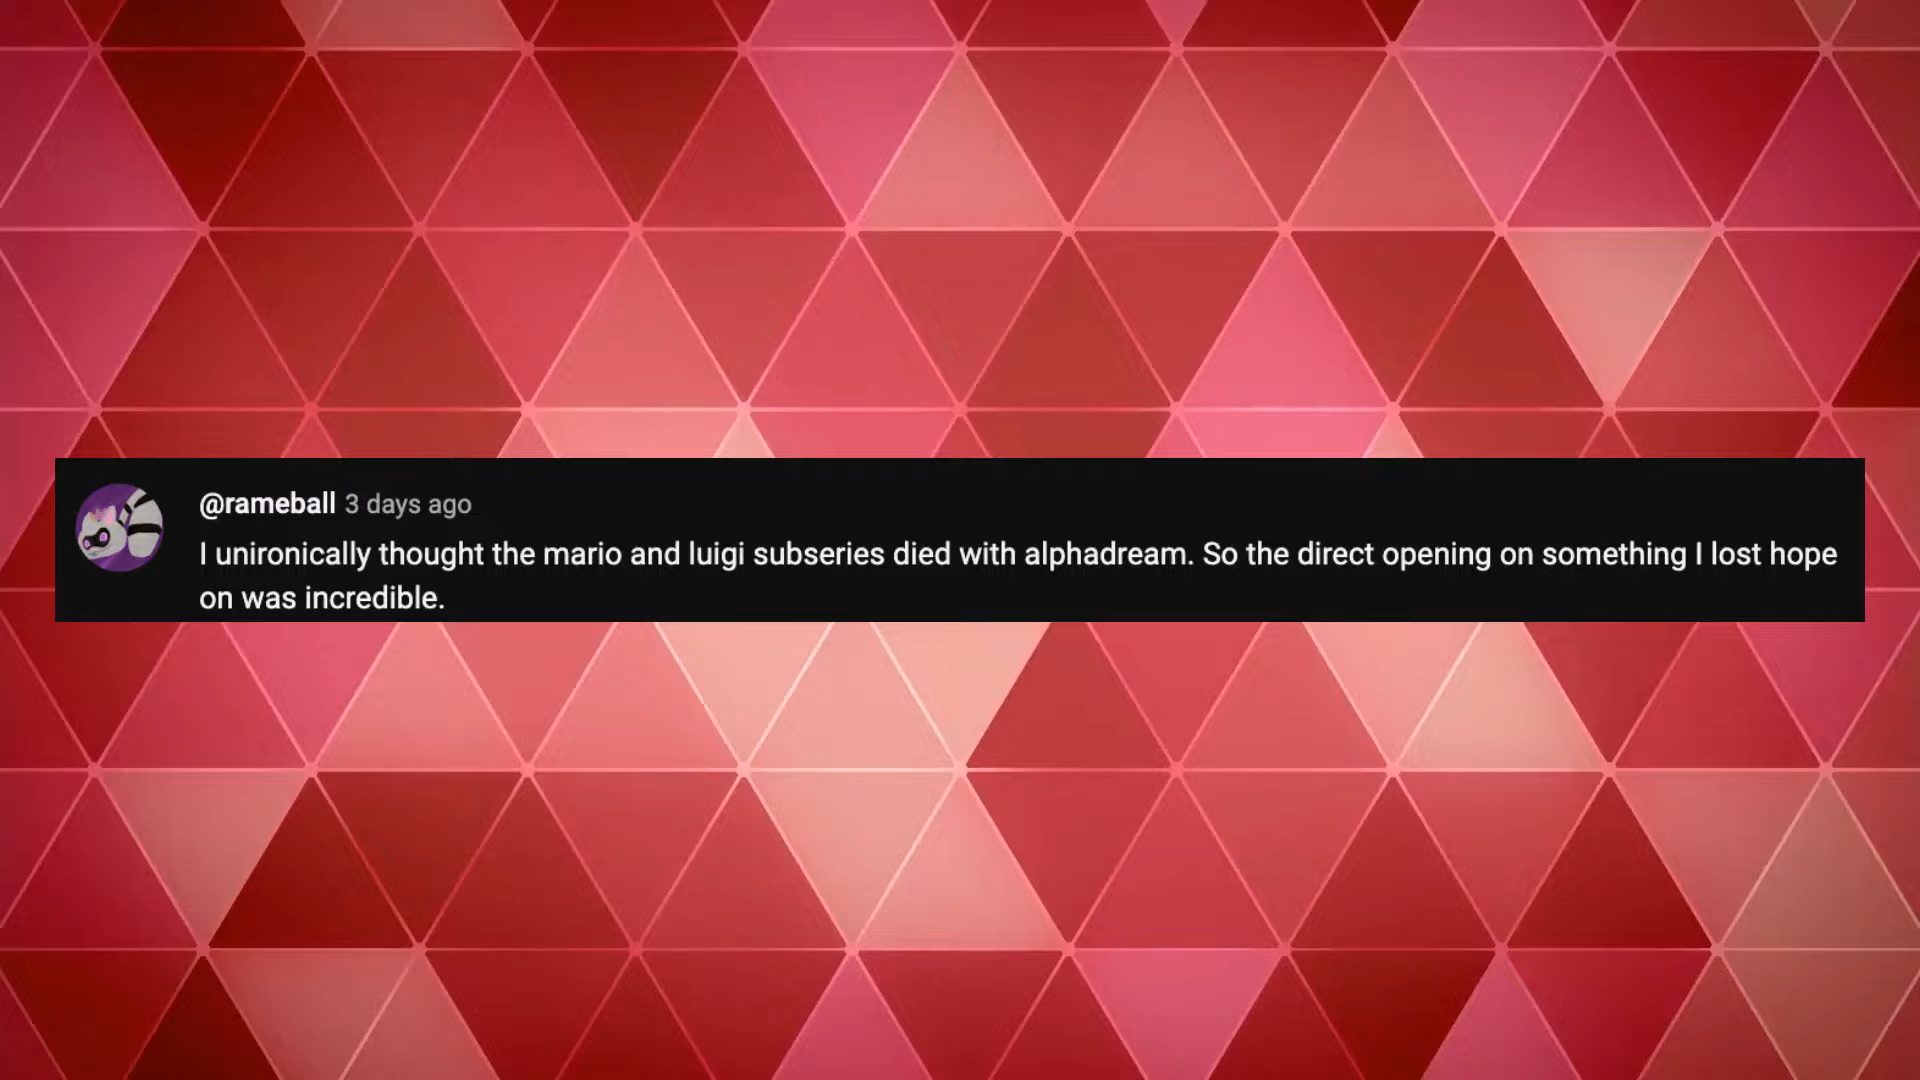 @rameball 3 days ago
I unironically thought the mario and luigi subseries died with alphadream. So the direct opening on something I lost hope
on was incredible.